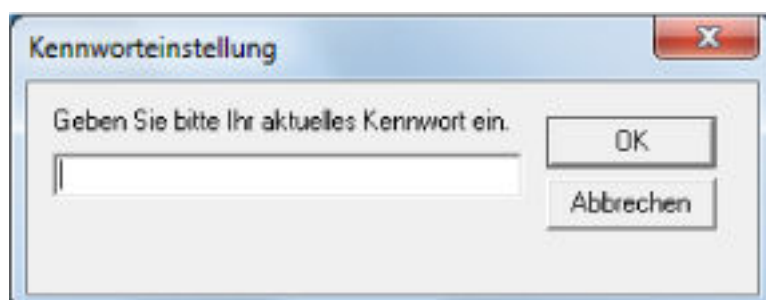 Kennworteinstellung
Geben Sie bitte Ihr aktuelles Kennwort ein.
OK
Abbrechen